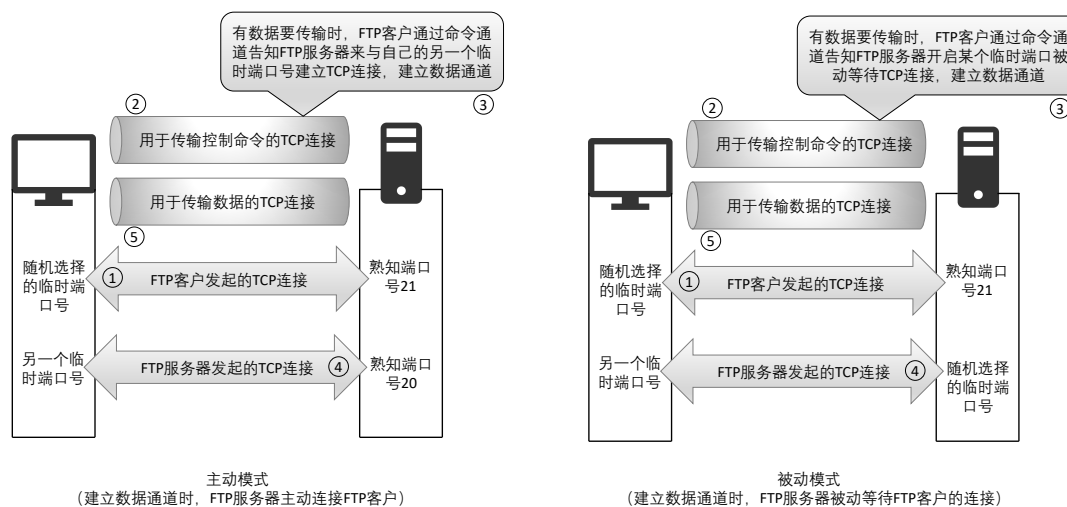 有数据要传输时，FTP客户通过命令通
道告知FTP服务器来与自己的另一个临
时端口号建立TCP连接，建立数据通道
②
③
用于传输控制命令的TCP连接
用于传输数据的TCP连接
⑤
随机选择
的临时端
口号
①
FTP客户发起的TCP连接
熟知端口
号21
另一个临
时端口号
FTP服务器发起的TCP连接
④
熟知端口
号20
主动模式
（建立数据通道时，FTP服务器主动连接FTP客户）
有数据要传输时，FTP客户通过命令通
道告知FTP服务器开启某个临时端口被
动等待TCP连接，建立数据通道
②
③
用于传输控制命令的TCP连接
用于传输数据的TCP连接
⑤
随机选择
的临时端
口号
①
FTP客户发起的TCP连接
熟知端口
号21
另一个临
时端口号
FTP服务器发起的TCP连接
④
随机选择
的临时端
口号
被动模式
（建立数据通道时，FTP服务器被动等待FTP客户的连接）